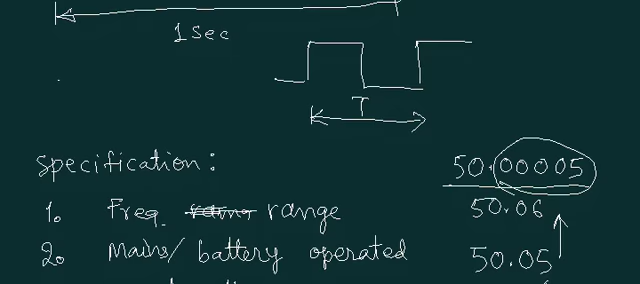 1 Sec
T
Specification:
50.00005
1. Freq. range
50.06
2. Mains/ battery operated
50.05